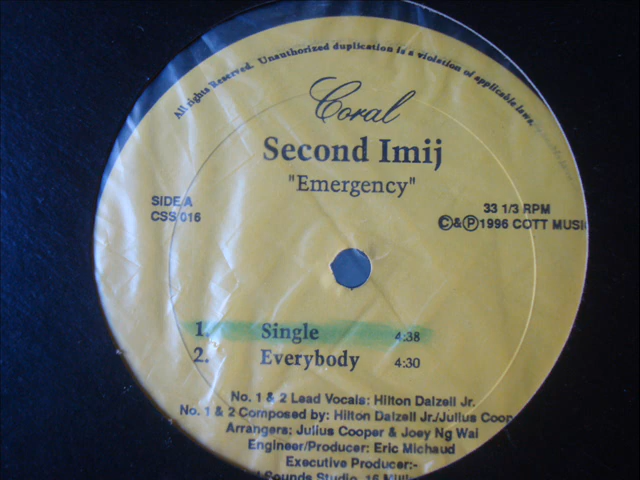 All rights Reserved. Unauthorized duplication is a violation of applicable laws.
Coral
Second Imij
"Emergency"
SIDE A
CSS 016
33 1/3 RPM
©&℗1996 COTT MUSI
1. Single 4:38
2. Everybody 4:30
No. 1 & 2 Lead Vocals: Hilton Dalzell Jr.
No. 1 & 2 Composed by: Hilton Dalzell Jr./Julius Coop
Arrangers: Julius Cooper & Joey Ng Wai
Engineer/Producer: Eric Michaud
Executive Producer:-
Sounds Studio, 16